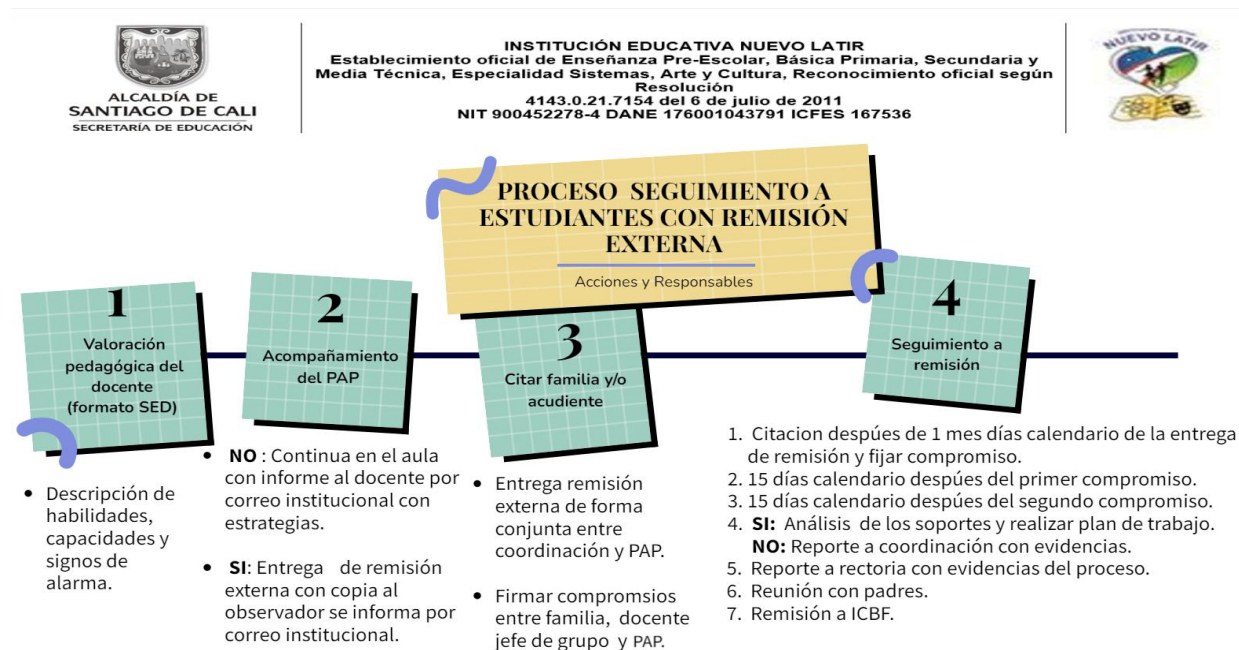 ALCALDÍA DE
SANTIAGO DE CALI
SECRETARÍA DE EDUCACIÓN
INSTITUCIÓN EDUCATIVA NUEVO LATIR
Establecimiento oficial de Enseñanza Pre-Escolar, Básica Primaria, Secundaria y
Media Técnica, Especialidad Sistemas, Arte y Cultura, Reconocimiento oficial según
Resolución
4143.0.21.7154 del 6 de julio de 2011
NIT 900452278-4 DANE 176001043791 ICFES 167536
NUEVO LATIR
PROCESO SEGUIMIENTO A
ESTUDIANTES CON REMISIÓN
EXTERNA
Acciones y Responsables
1
Valoración
pedagógica del
docente
(formato SED)
• Descripción de
habilidades,
capacidades y
signos de
alarma.
2
Acompañamiento
del PAP
• NO : Continua en el aula
con informe al docente por
correo institucional con
estrategias.
• SI: Entrega de remisión
externa con copia al
observador se informa por
correo institucional.
3
Citar familia y/o
acudiente
• Entrega remisión
externa de forma
conjunta entre
coordinación y PAP.
• Firmar compromsios
entre familia, docente
jefe de grupo y PAP.
4
Seguimiento a
remisión
1. Citacion despúes de 1 mes días calendario de la entrega
de remisión y fijar compromiso.
2. 15 días calendario despúes del primer compromiso.
3. 15 días calendario despúes del segundo compromiso.
4. SI: Análisis de los soportes y realizar plan de trabajo.
NO: Reporte a coordinación con evidencias.
5. Reporte a rectoria con evidencias del proceso.
6. Reunión con padres.
7. Remisión a ICBF.